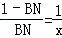 1 − BN / BN = 1 / x